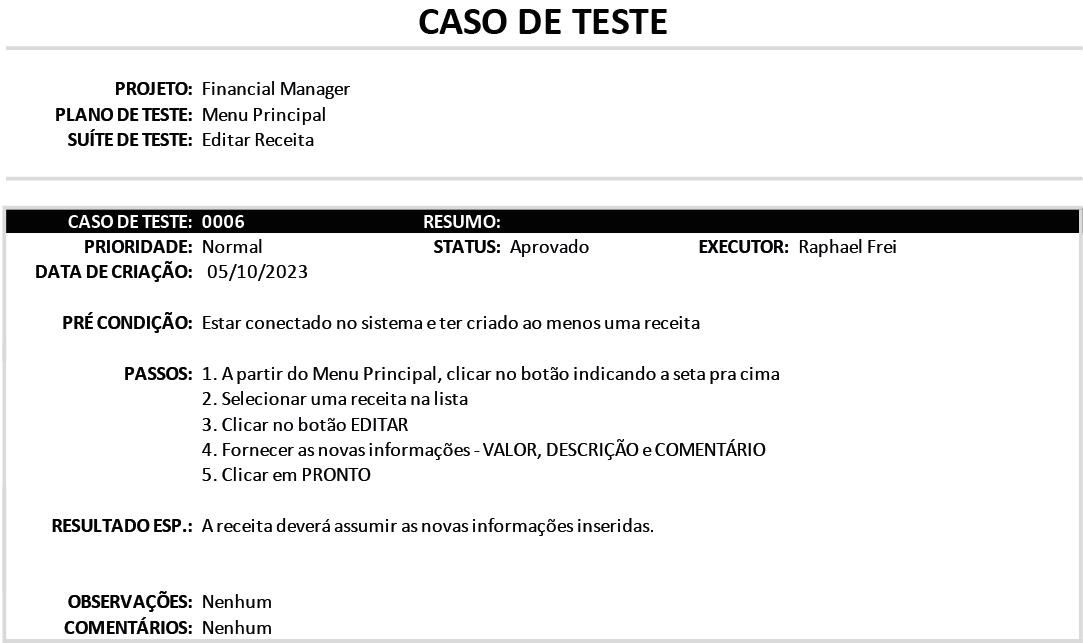 CASO DE TESTE
PROJETO: Financial Manager
PLANO DE TESTE: Menu Principal
SUÍTE DE TESTE: Editar Receita
CASO DE TESTE: 0006 RESUMO:
PRIORIDADE: Normal STATUS: Aprovado EXECUTOR: Raphael Frei
DATA DE CRIAÇÃO: 05/10/2023
PRÉ CONDIÇÃO: Estar conectado no sistema e ter criado ao menos uma receita
PASSOS: 1. A partir do Menu Principal, clicar no botão indicando a seta pra cima
2. Selecionar uma receita na lista
3. Clicar no botão EDITAR
4. Fornecer as novas informações - VALOR, DESCRIÇÃO e COMENTÁRIO
5. Clicar em PRONTO
RESULTADO ESP.: A receita deverá assumir as novas informações inseridas.
OBSERVAÇÕES: Nenhum
COMENTÁRIOS: Nenhum